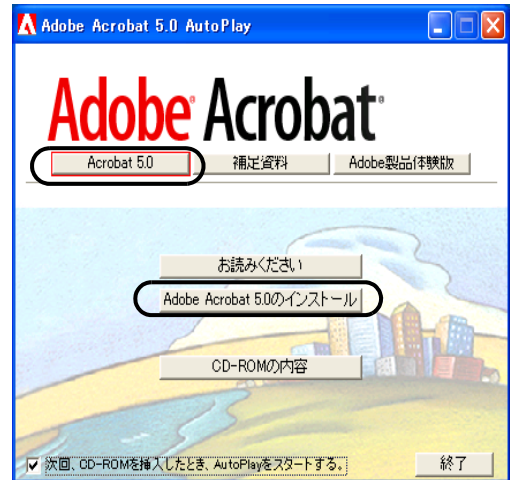 Adobe Acrobat 5.0 AutoPlay
Adobe Acrobat
Acrobat 5.0 補足資料 Adobe製品体験版
お読みください
Adobe Acrobat 5.0のインストール
CD-ROMの内容
次回、CD-ROMを挿入したとき、AutoPlayをスタートする。 終了